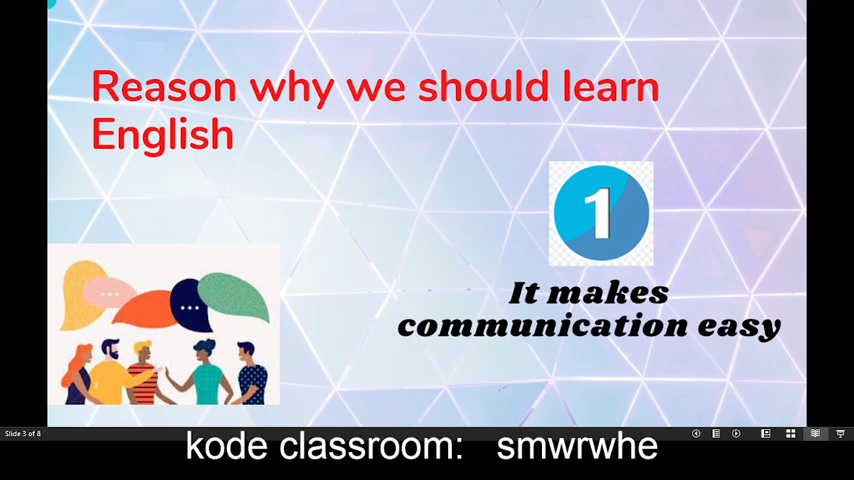 Reason why we should learn
English
1
It makes
communication easy
Slide 3 of 8
kode classroom: smwrwhe